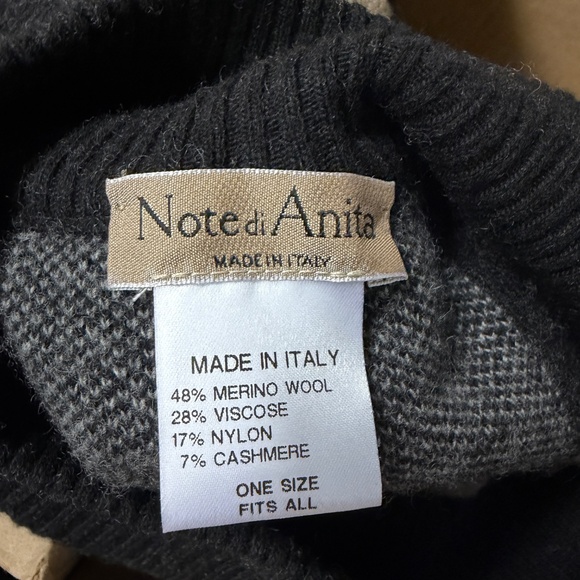 Note di Anita
MADE IN ITALY
MADE IN ITALY
48% MERINO WOOL
28% VISCOSE
17% NYLON
7% CASHMERE
ONE SIZE
FITS ALL